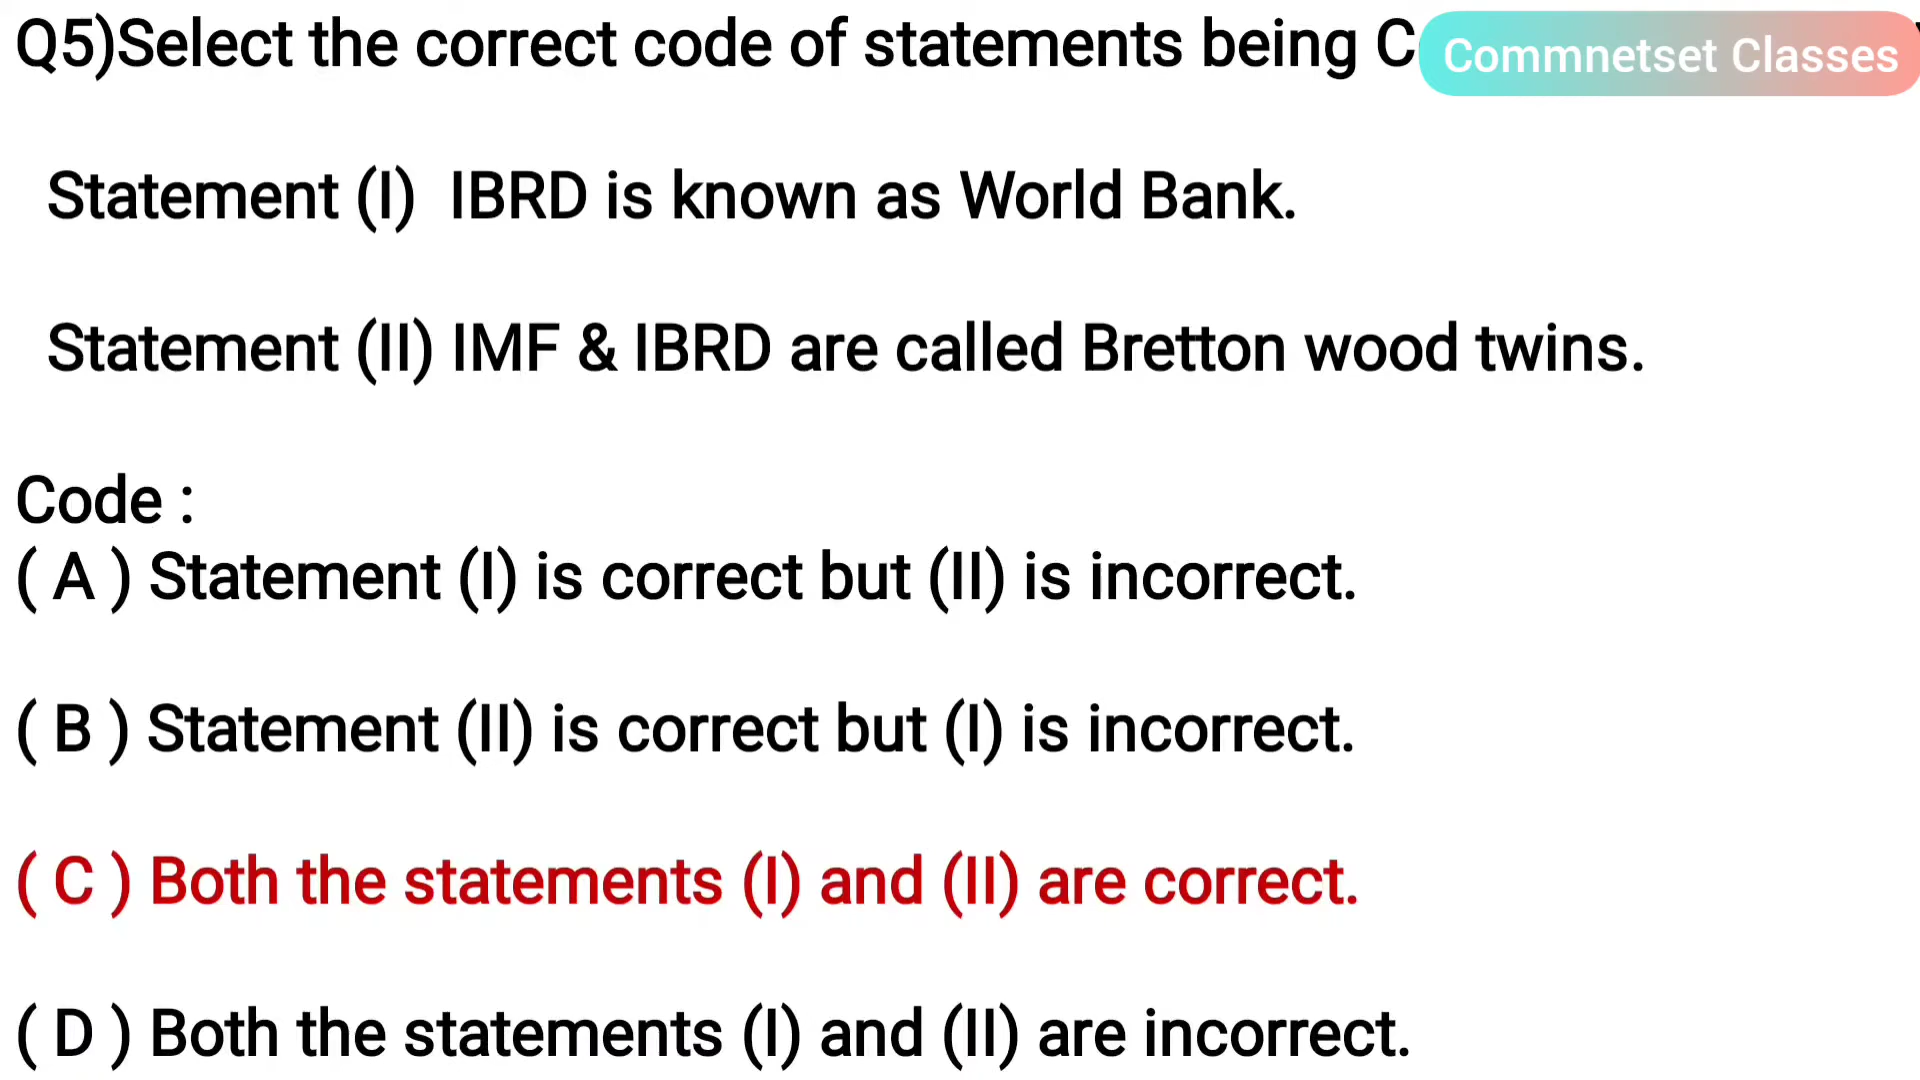 Q5)Select the correct code of statements being C
Commnetset Classes
Statement (I) IBRD is known as World Bank.
Statement (II) IMF & IBRD are called Bretton wood twins.
Code :
( A ) Statement (I) is correct but (II) is incorrect.
( B ) Statement (II) is correct but (I) is incorrect.
( C ) Both the statements (I) and (II) are correct.
( D ) Both the statements (I) and (II) are incorrect.